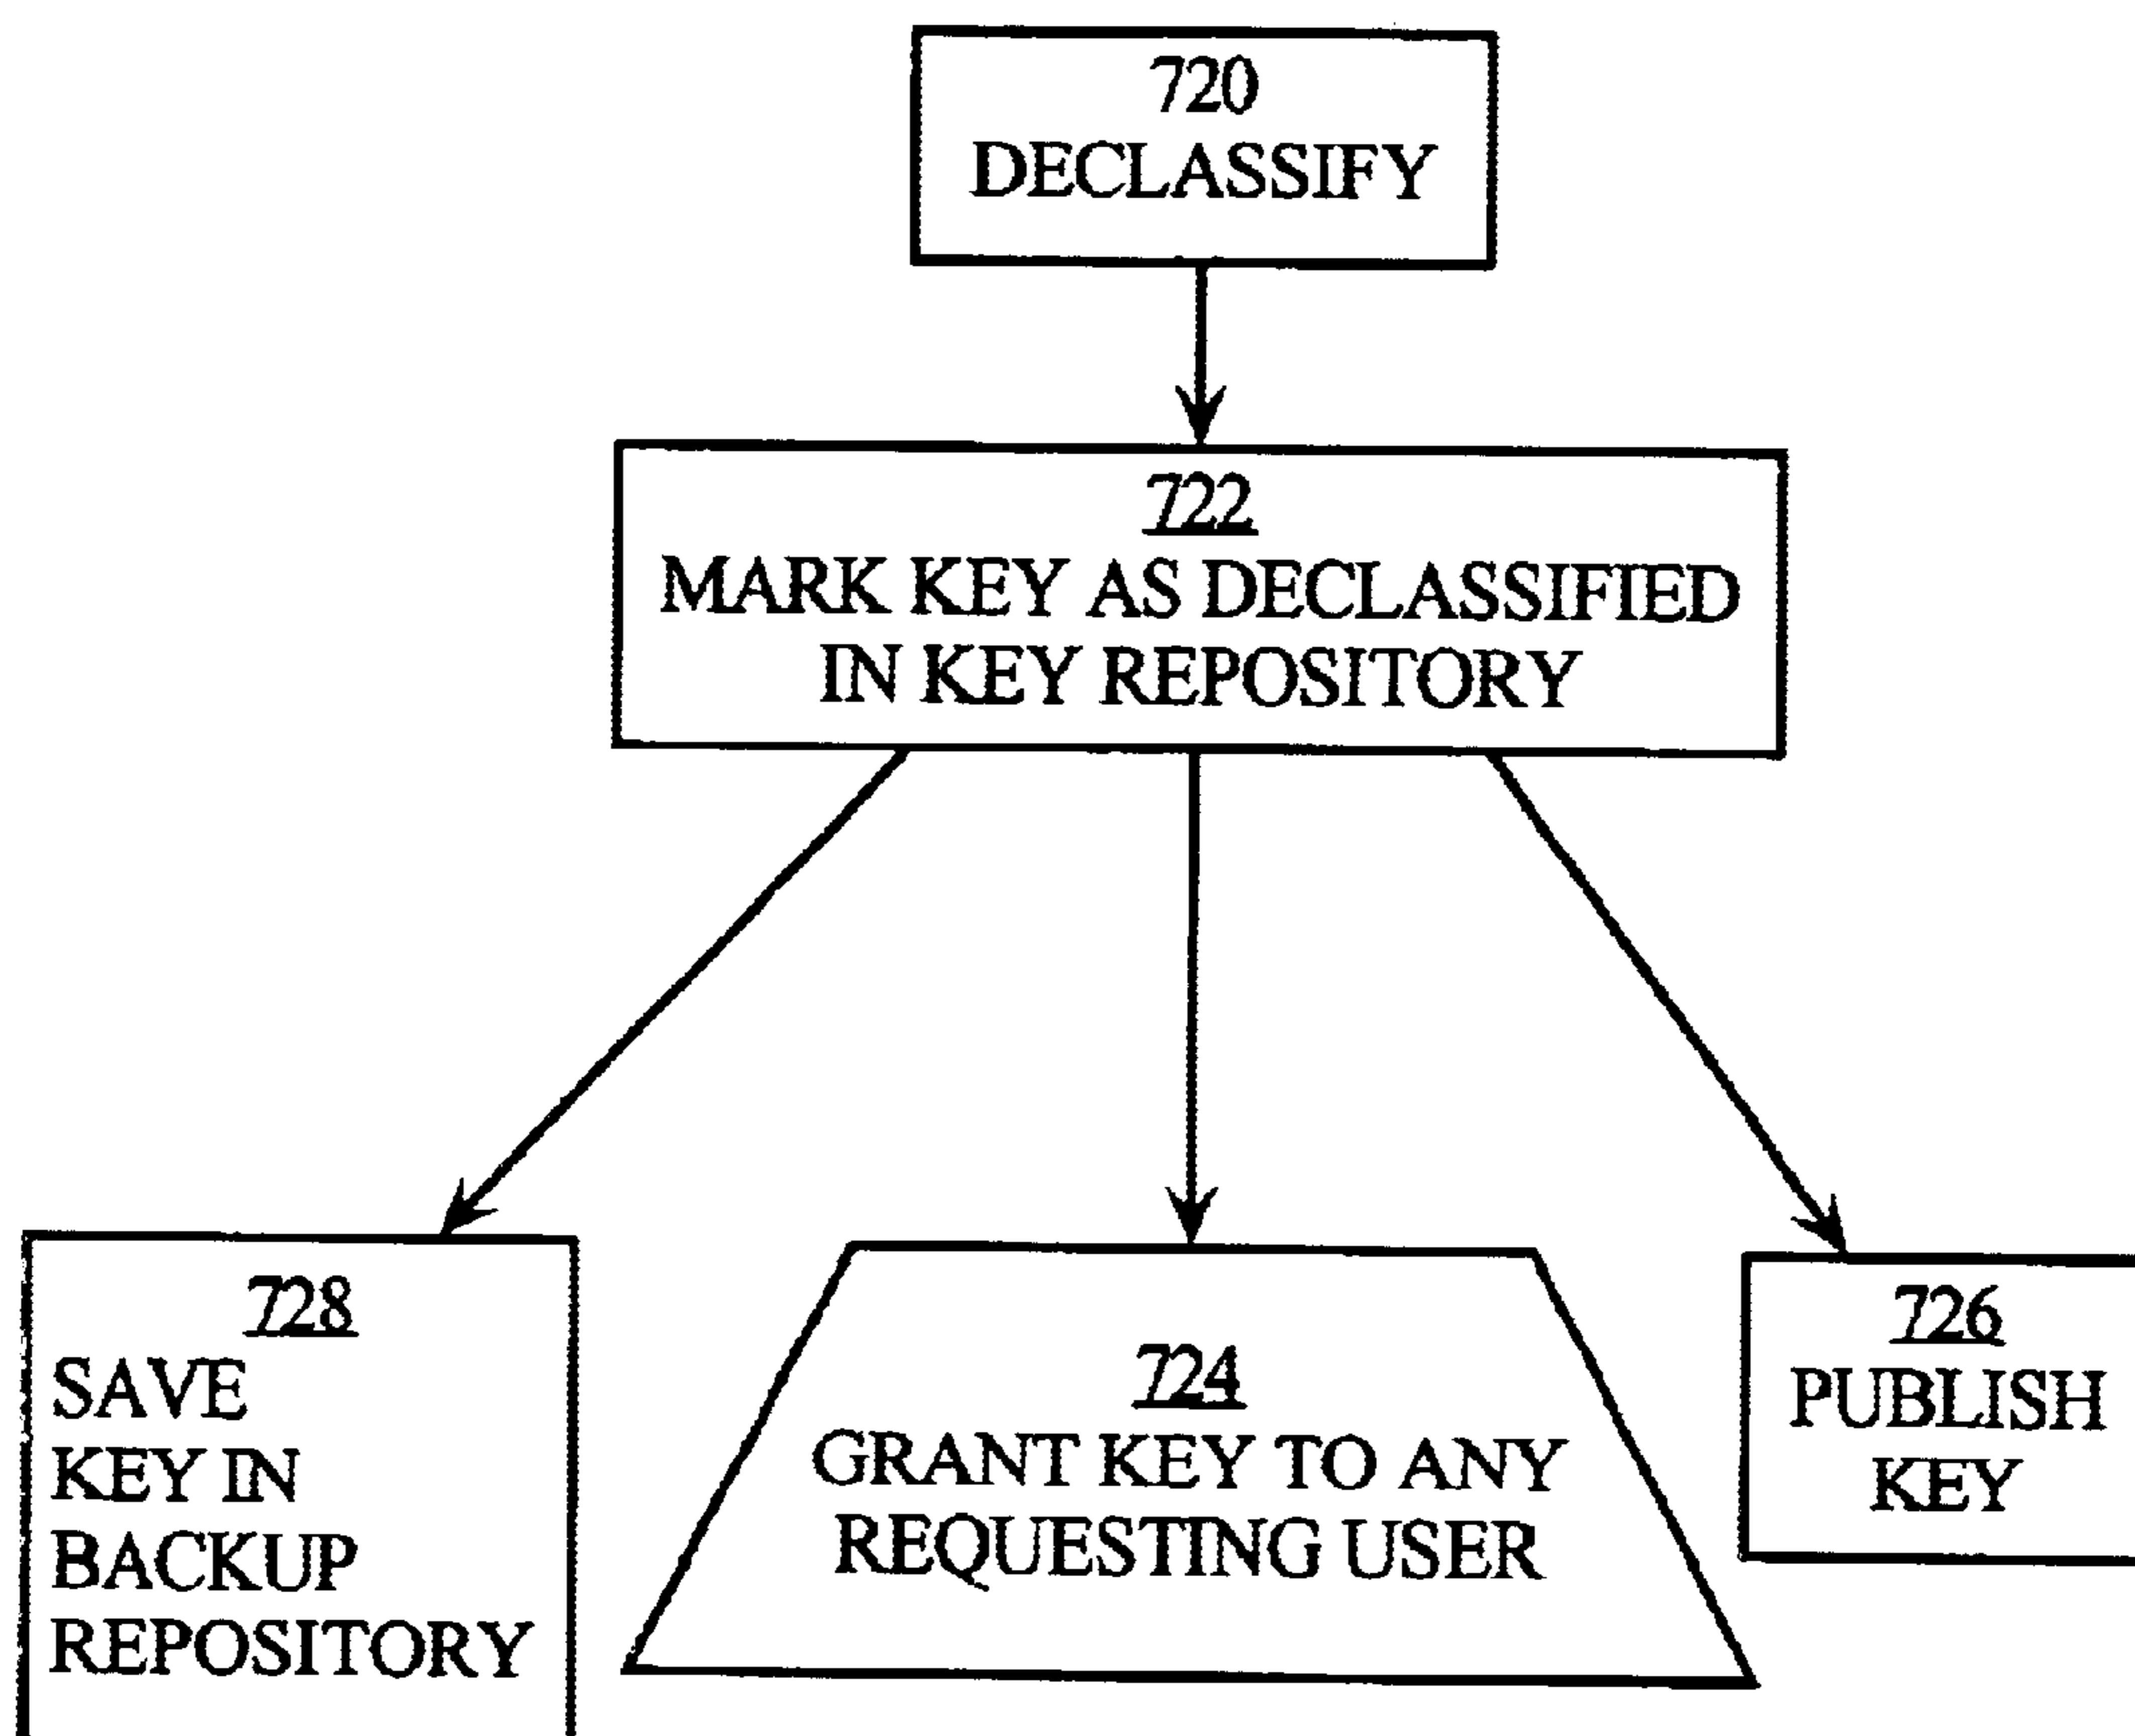 720
DECLASSIFY
722
MARK KEY AS DECLASSIFIED
IN KEY REPOSITORY
728
SAVE
KEY IN
BACKUP
REPOSITORY
724
GRANT KEY TO ANY
REQUESTING USER
726
PUBLISH
KEY